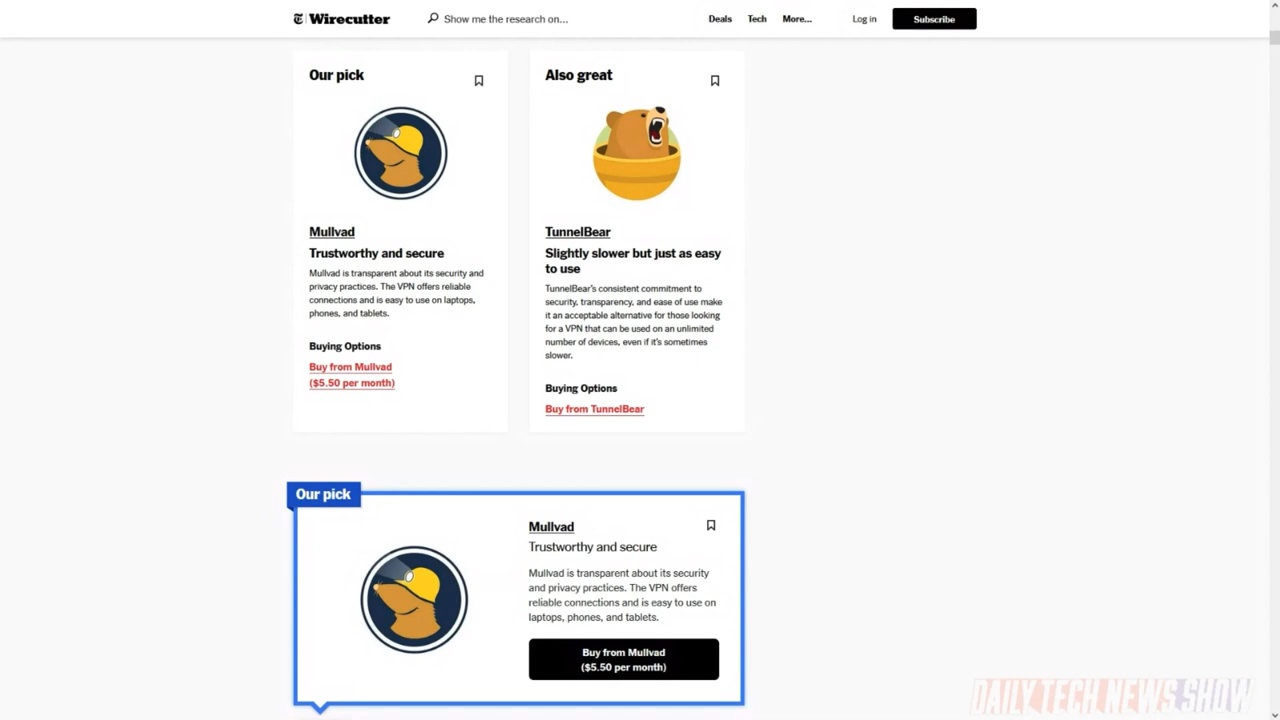 Wirecutter
Show me the research on...
Deals
Tech
More...
Log in
Subscribe
Our pick
Mullvad
Trustworthy and secure
Mullvad is transparent about its security and
privacy practices. The VPN offers reliable
connections and is easy to use on laptops,
phones, and tablets.
Buying Options
Buy from Mullvad
($5.50 per month)
Also great
TunnelBear
Slightly slower but just as easy
to use
TunnelBear's consistent commitment to
security, transparency, and ease of use make
it an acceptable alternative for those looking
for a VPN that can be used on an unlimited
number of devices, even if it's sometimes
slower.
Buying Options
Buy from TunnelBear
Our pick
Mullvad
Trustworthy and secure
Mullvad is transparent about its security
and privacy practices. The VPN offers
reliable connections and is easy to use on
laptops, phones, and tablets.
Buy from Mullvad
($5.50 per month)
DAILY TECH NEWS SHOW